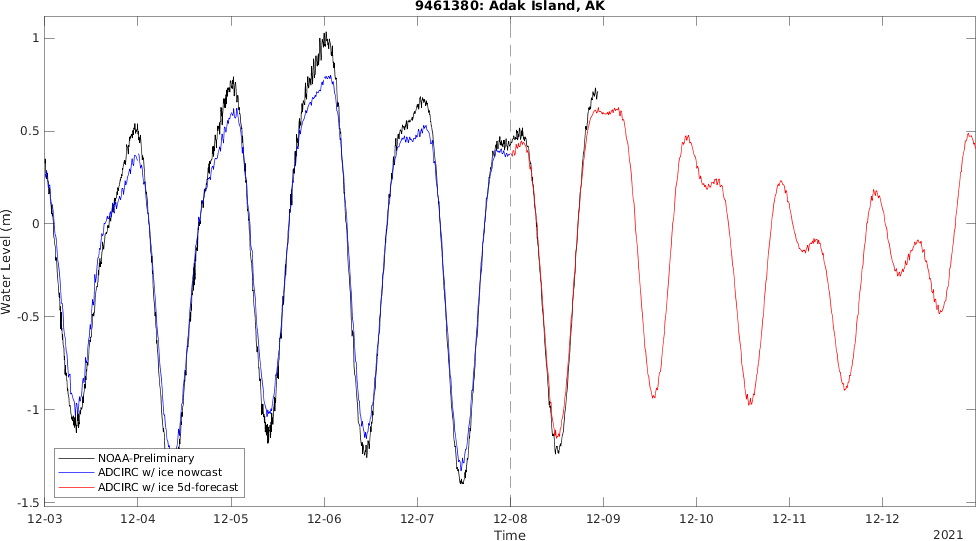 9461380: Adak Island, AK
Water Level (m)
1
0.5
0
-0.5
-1
-1.5
NOAA-Preliminary
ADCIRC w/ ice nowcast
ADCIRC w/ ice 5d-forecast
12-03 12-04 12-05 12-06 12-07 12-08 12-09 12-10 12-11 12-12
Time
2021